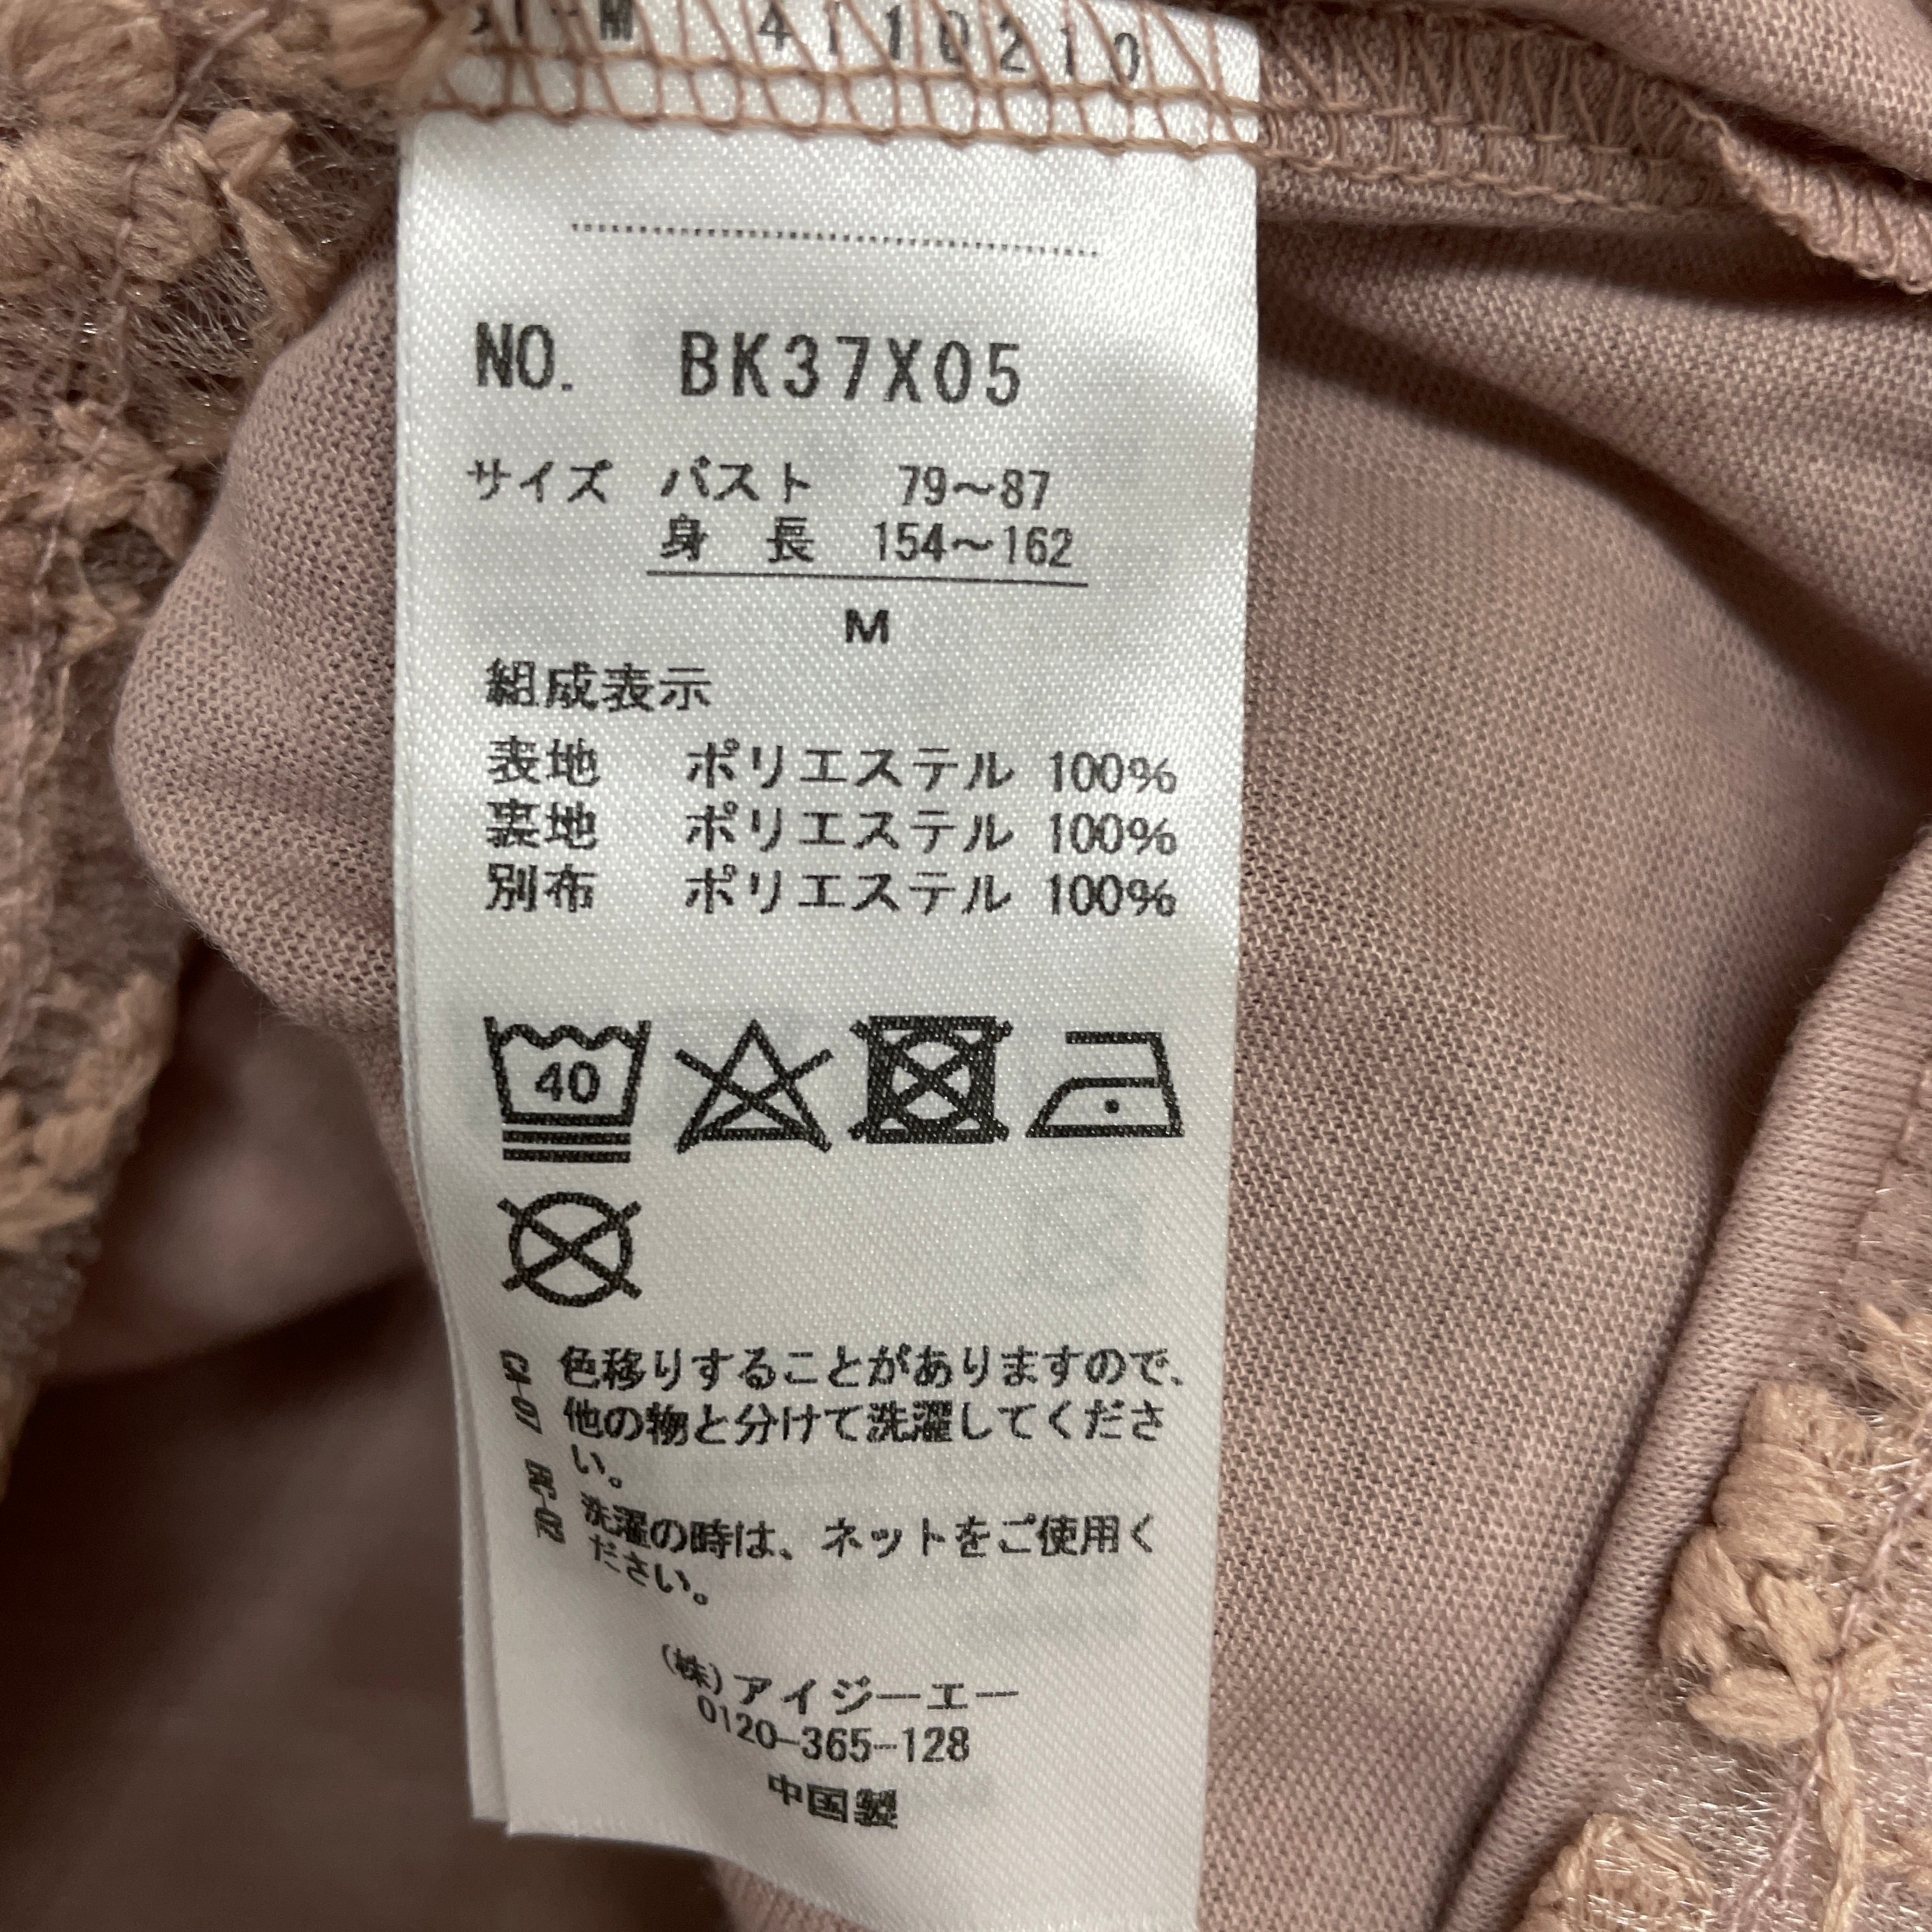 M 4110210
NO. BK37X05
サイズ バスト 79～87
身 長 154～162
M
組成表示
表地 ポリエステル 100%
裏地 ポリエステル 100%
別布 ポリエステル 100%
40
色移りすることがありますので、
他の物と分けて洗濯してくださ
い。
洗濯の時は、ネットをご使用く
ださい。
CA-07 BC-02
(株)アイジーエー
0120-365-128
中国製